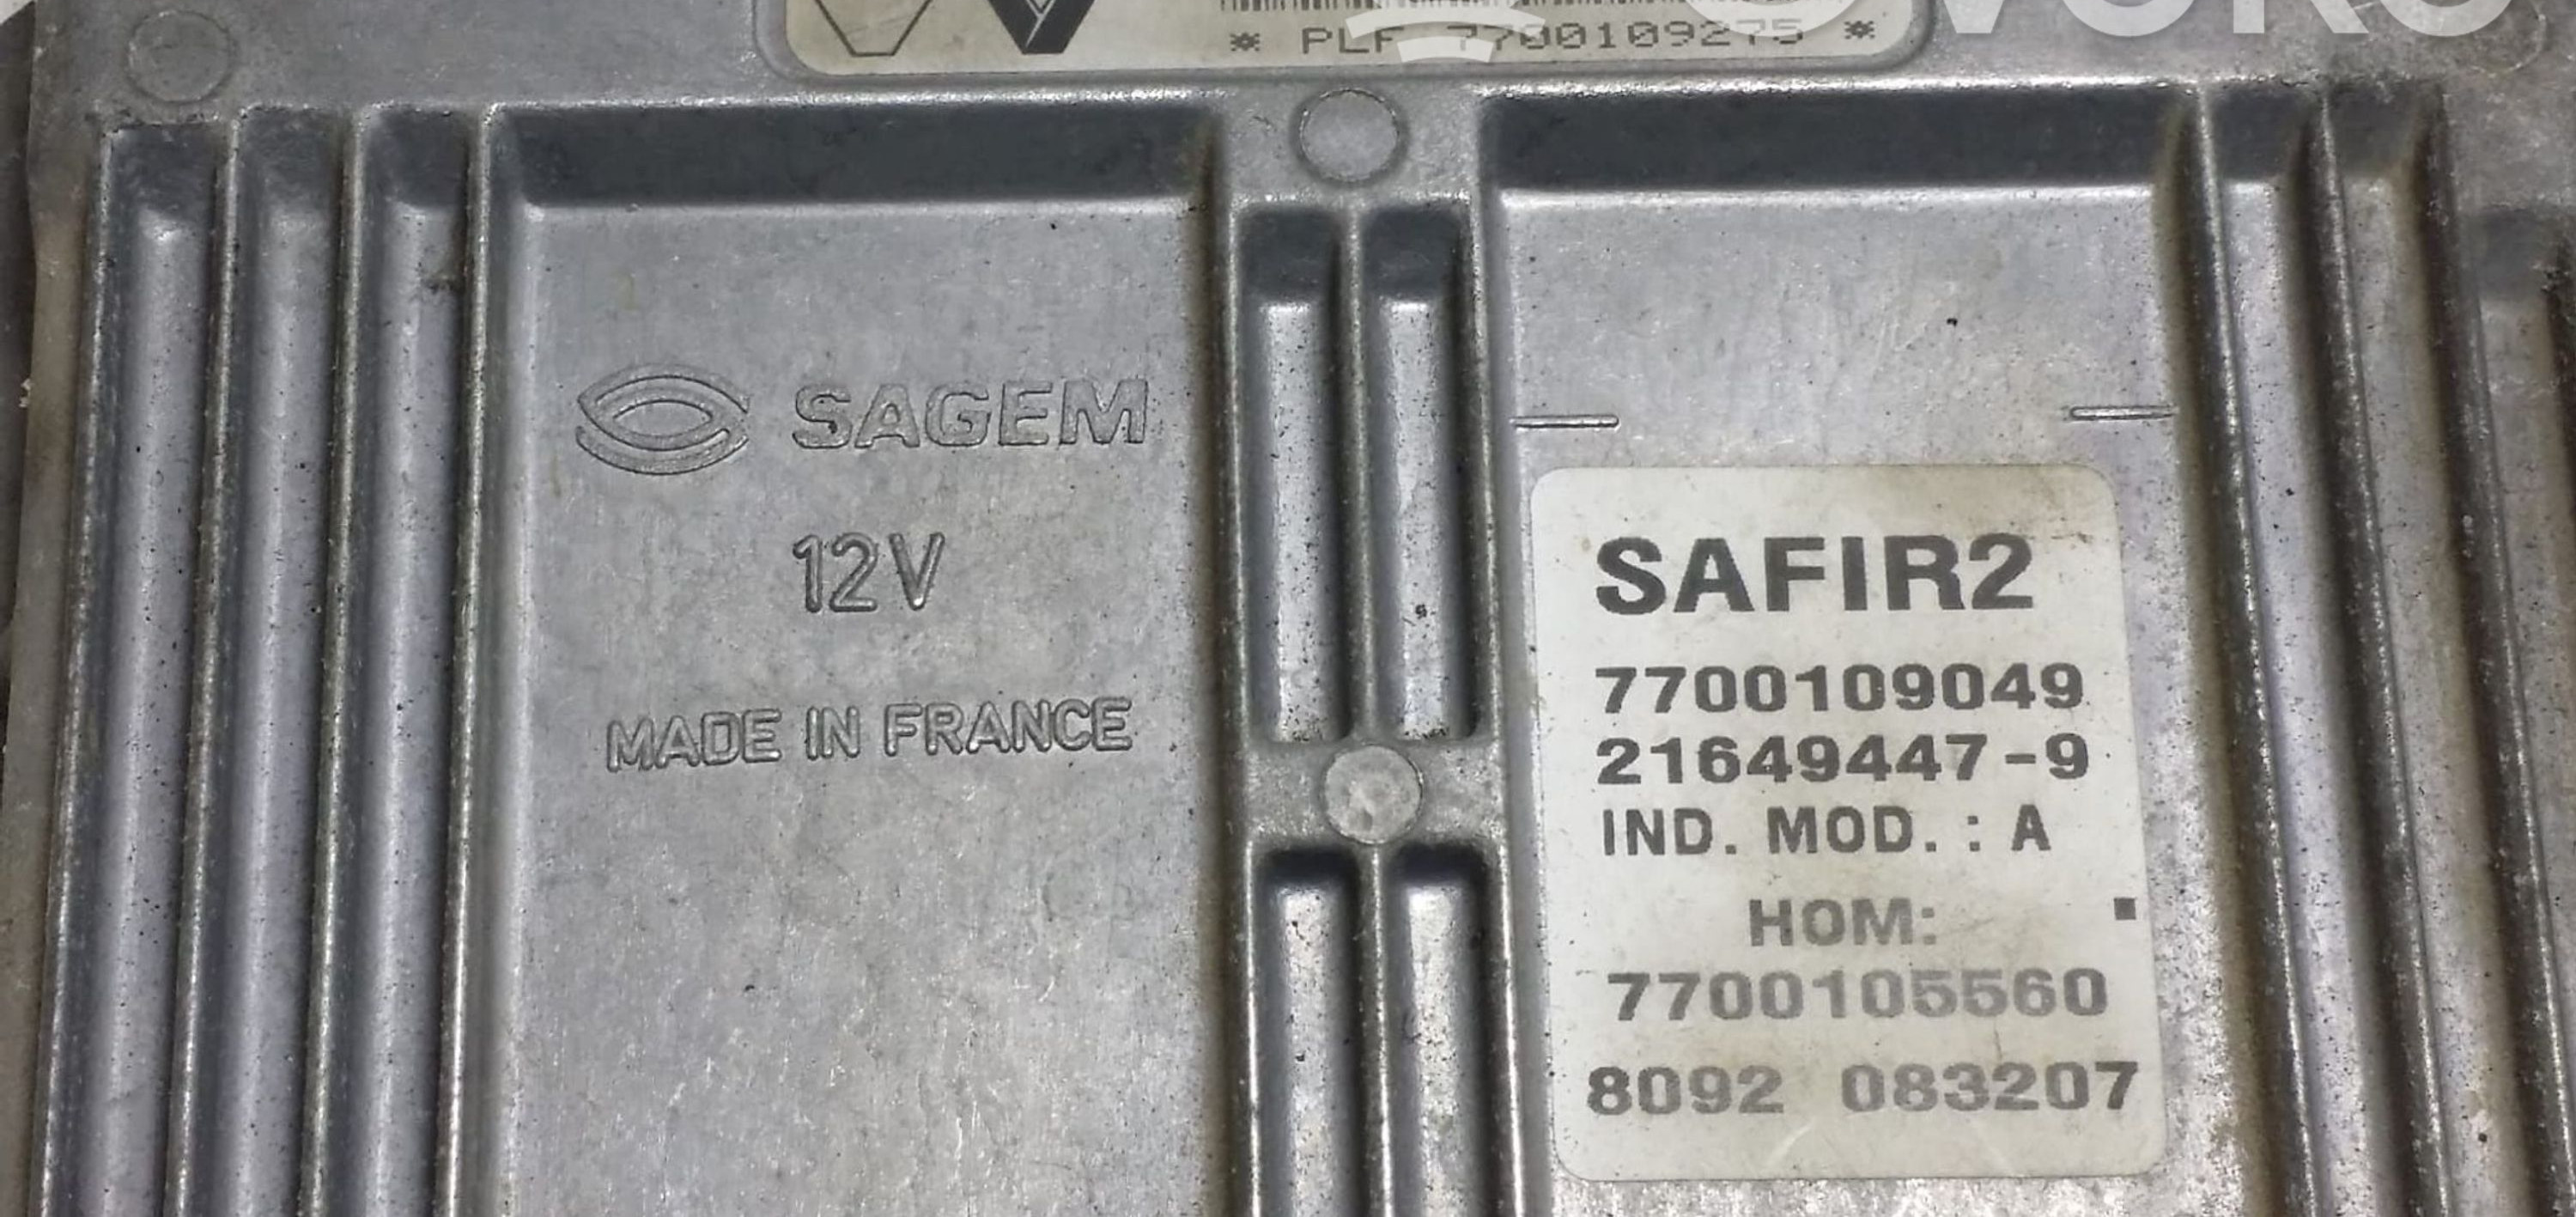 * PLF 7700109275 *
SAGEM
12V
MADE IN FRANCE
SAFIR2
7700109049
21649447-9
IND. MOD. : A
HOM:
7700105560
8092 083207